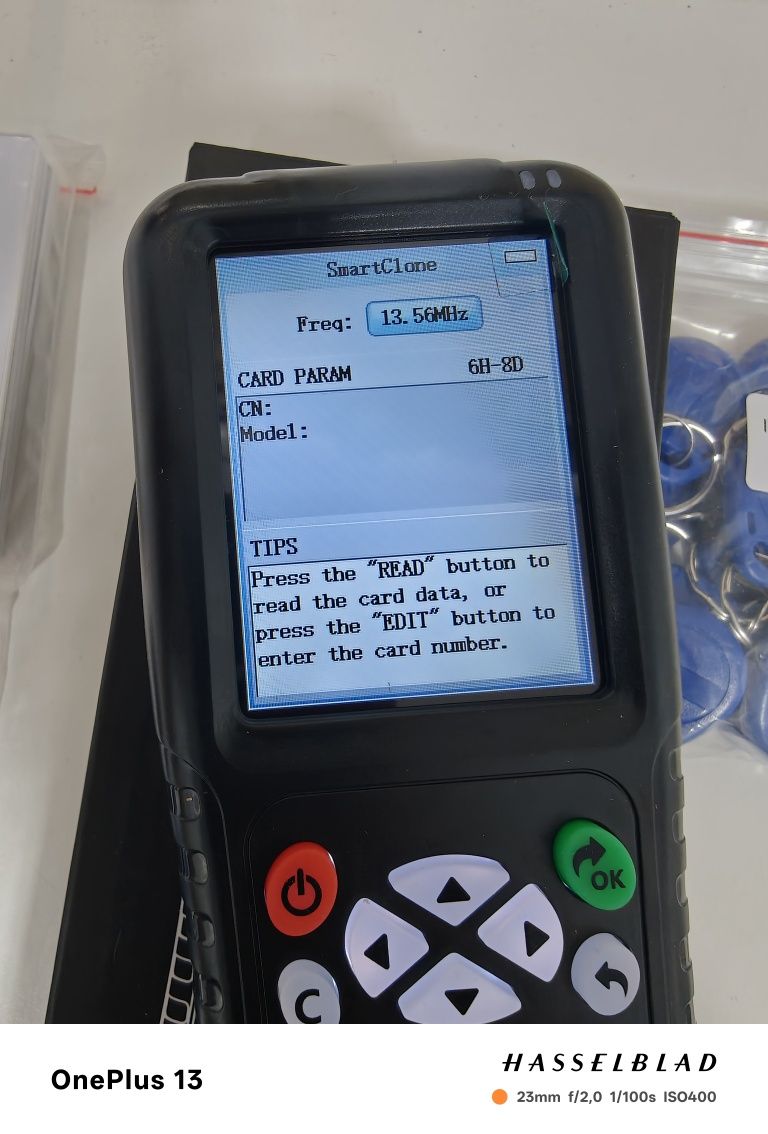 SmartClone
Freq: 13.56MHz
CARD PARAM 6H-8D
CN:
Model:
TIPS
Press the "READ" button to
read the card data, or
press the "EDIT" button to
enter the card number.
OK
C
OnePlus 13
HASSELBLAD
23mm f/2,0 1/100s ISO400